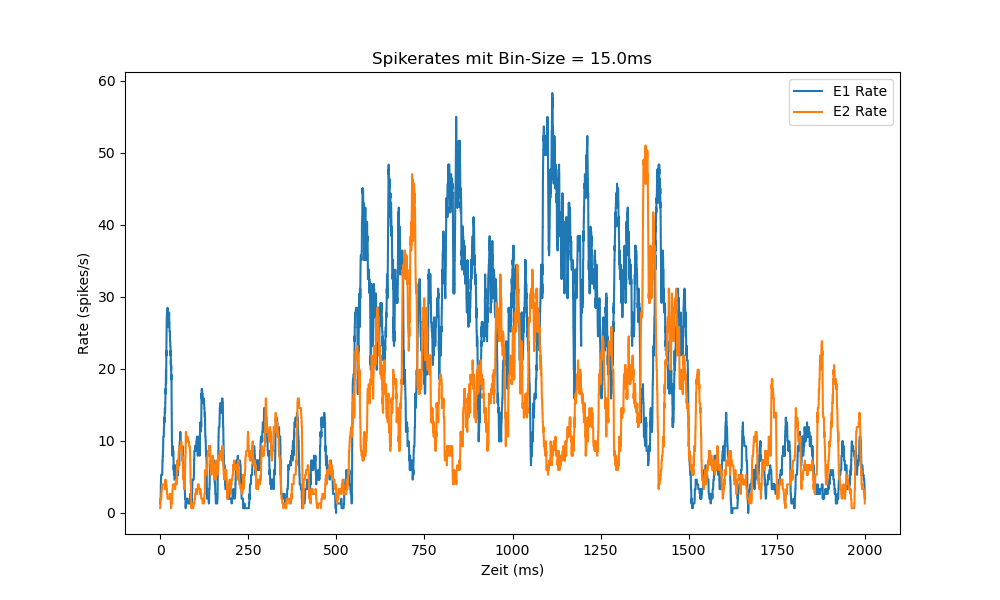 Spikerates mit Bin-Size = 15.0ms
E1 Rate
E2 Rate
Rate (spikes/s)
60
50
40
30
20
10
0
0 250 500 750 1000 1250 1500 1750 2000
Zeit (ms)